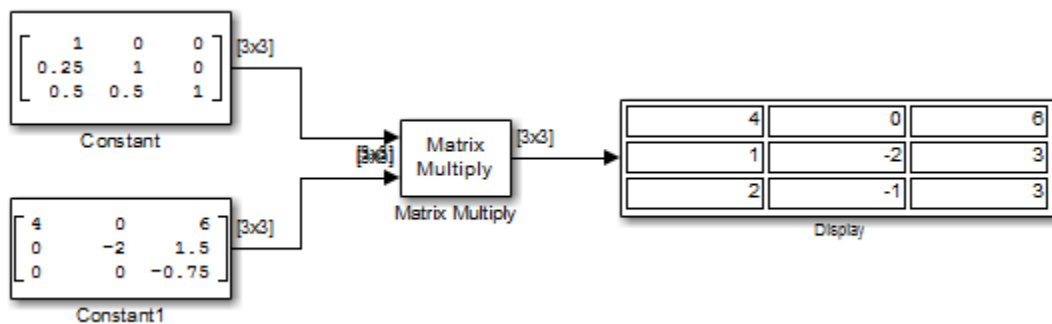 1 0 0
0.25 1 0
0.5 0.5 1
[3x3]
Constant
[3x3]
Matrix
Multiply
[3x3]
Matrix Multiply
4 0 6
1 -2 3
2 -1 3
Display
4 0 6
0 -2 1.5
0 0 -0.75
[3x3]
Constant1